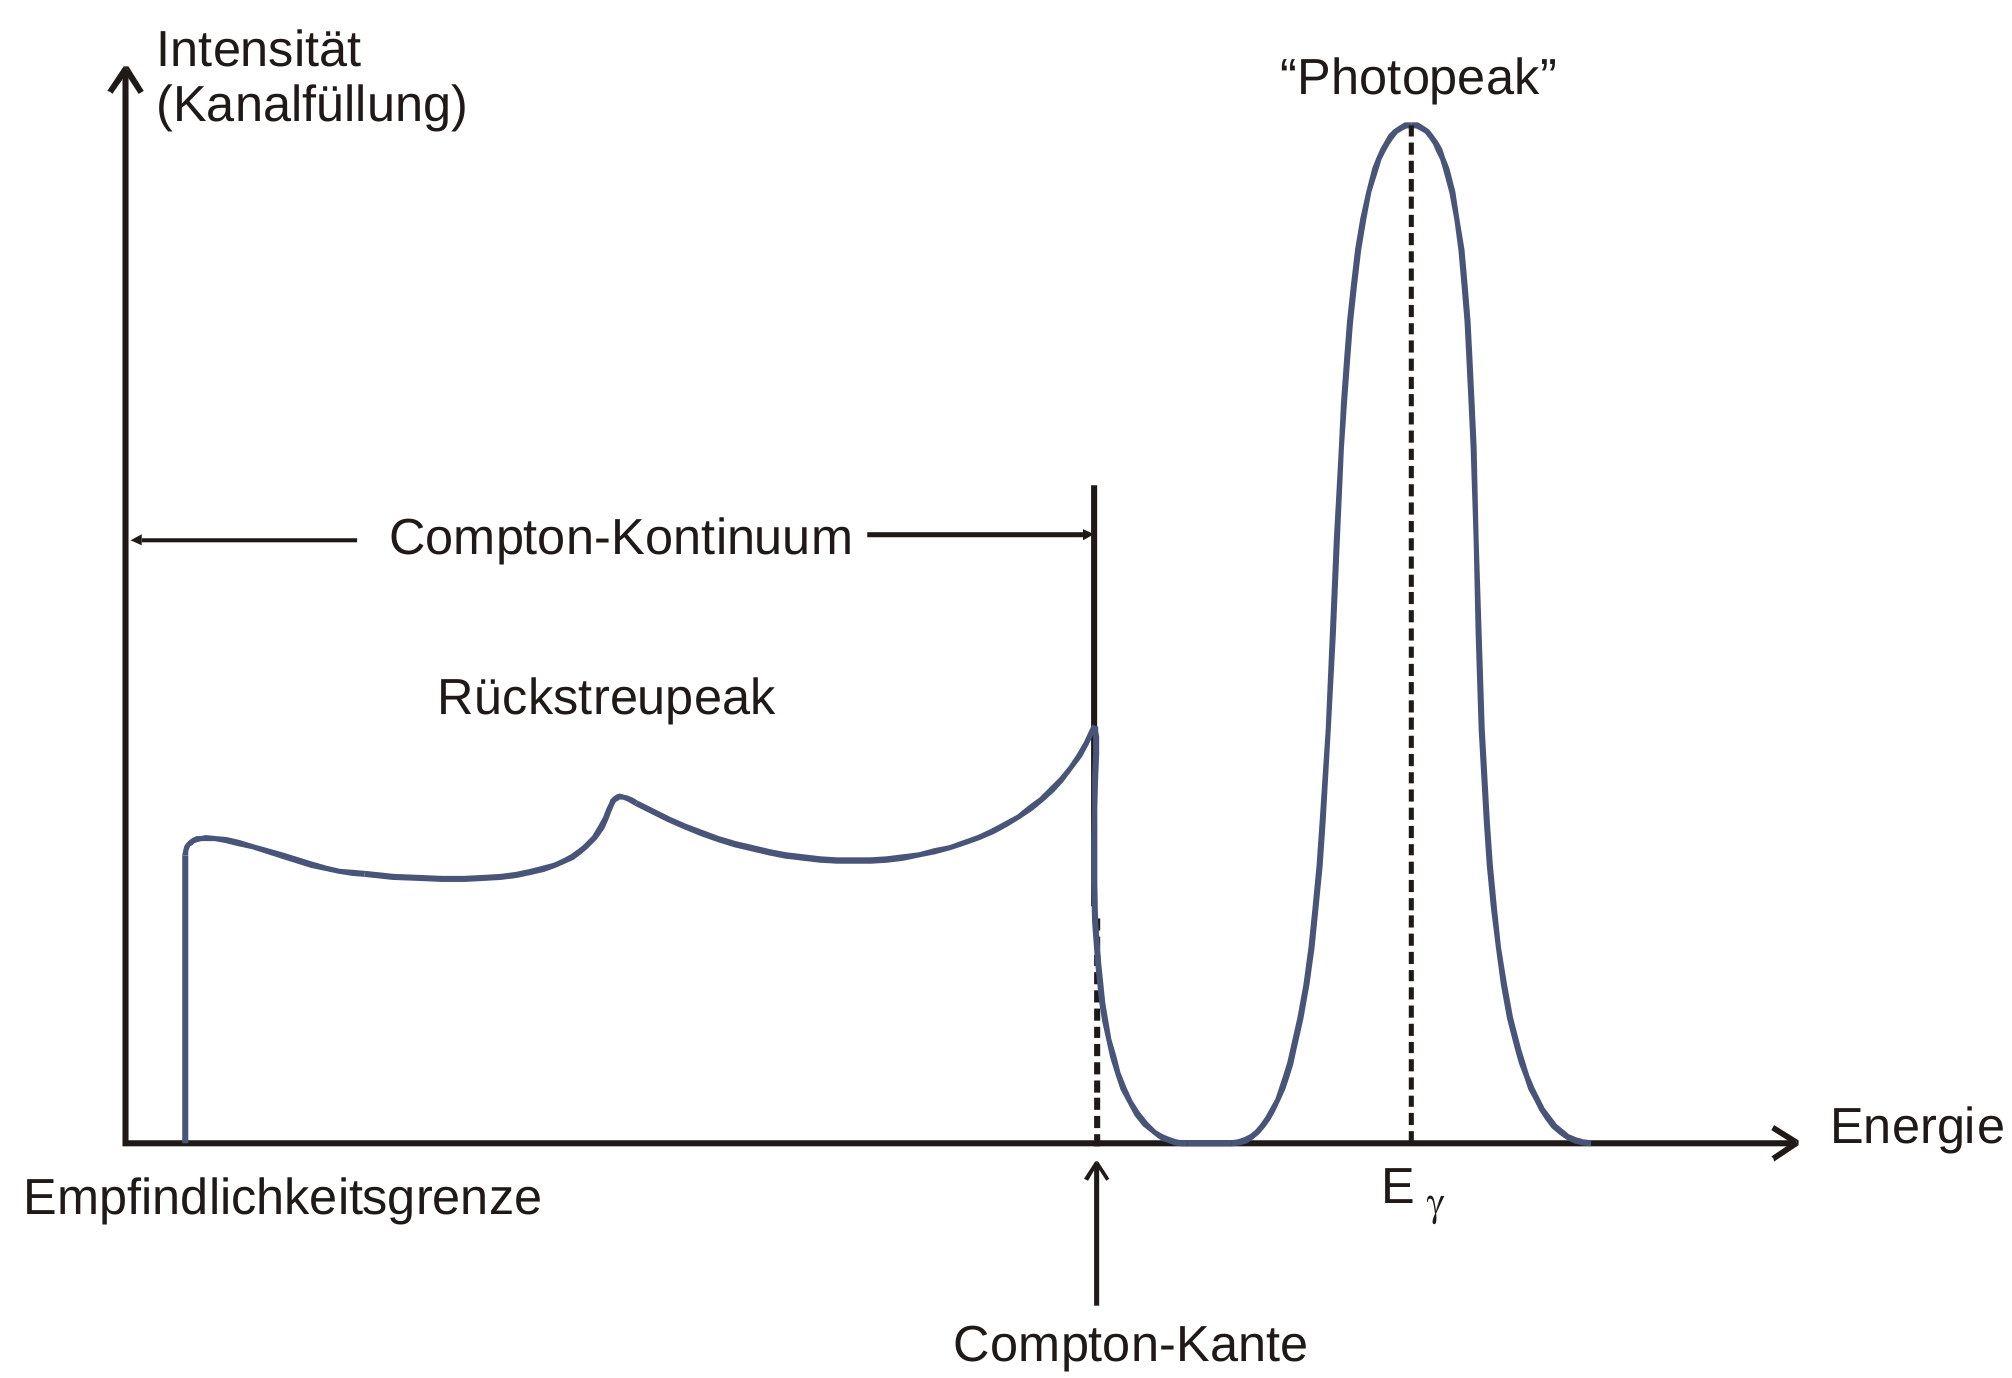 Intensität
(Kanalfüllung)
“Photopeak”
Compton-Kontinuum
Rückstreupeak
Energie
Empfindlichkeitsgrenze
E γ
Compton-Kante